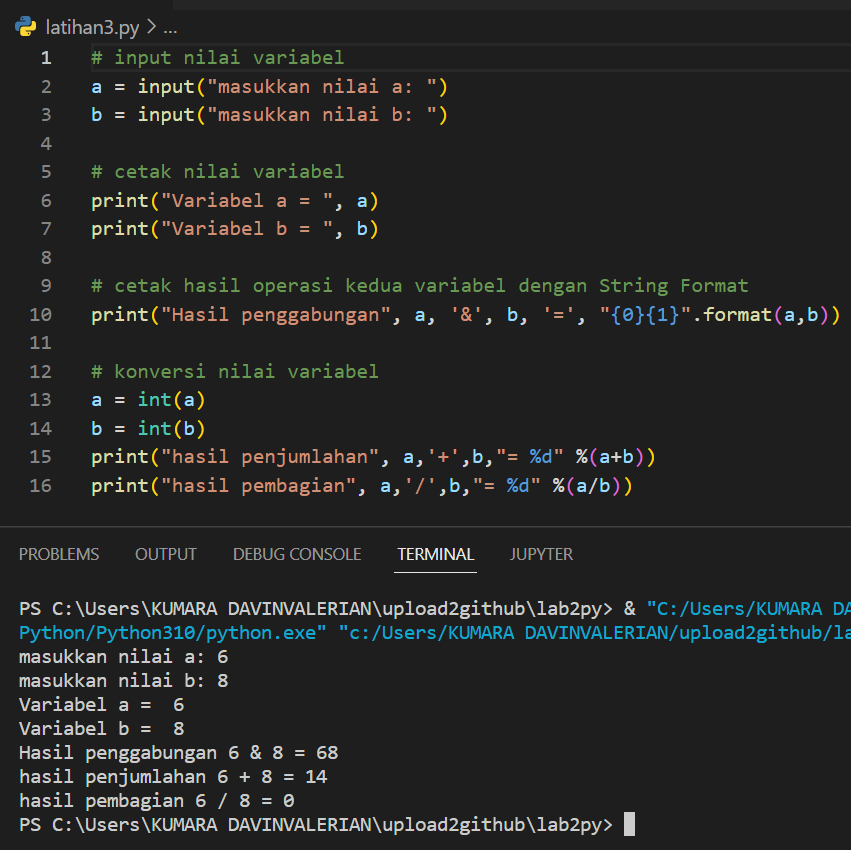 latihan3.py > ...
1 # input nilai variabel
2 a = input("masukkan nilai a: ")
3 b = input("masukkan nilai b: ")
4
5 # cetak nilai variabel
6 print("Variabel a = ", a)
7 print("Variabel b = ", b)
8
9 # cetak hasil operasi kedua variabel dengan String Format
10 print("Hasil penggabungan", a, '&', b, '=', "{0}{1}".format(a,b))
11
12 # konversi nilai variabel
13 a = int(a)
14 b = int(b)
15 print("hasil penjumlahan", a,'+',b,"= %d" %(a+b))
16 print("hasil pembagian", a,'/',b,"= %d" %(a/b))
PROBLEMS OUTPUT DEBUG CONSOLE TERMINAL JUPYTER
PS C:\Users\KUMARA DAVINVALERIAN\upload2github\lab2py> & "C:/Users/KUMARA DA
Python/Python310/python.exe" "c:/Users/KUMARA DAVINVALERIAN/upload2github/la
masukkan nilai a: 6
masukkan nilai b: 8
Variabel a =  6
Variabel b =  8
Hasil penggabungan 6 & 8 = 68
hasil penjumlahan 6 + 8 = 14
hasil pembagian 6 / 8 = 0
PS C:\Users\KUMARA DAVINVALERIAN\upload2github\lab2py>